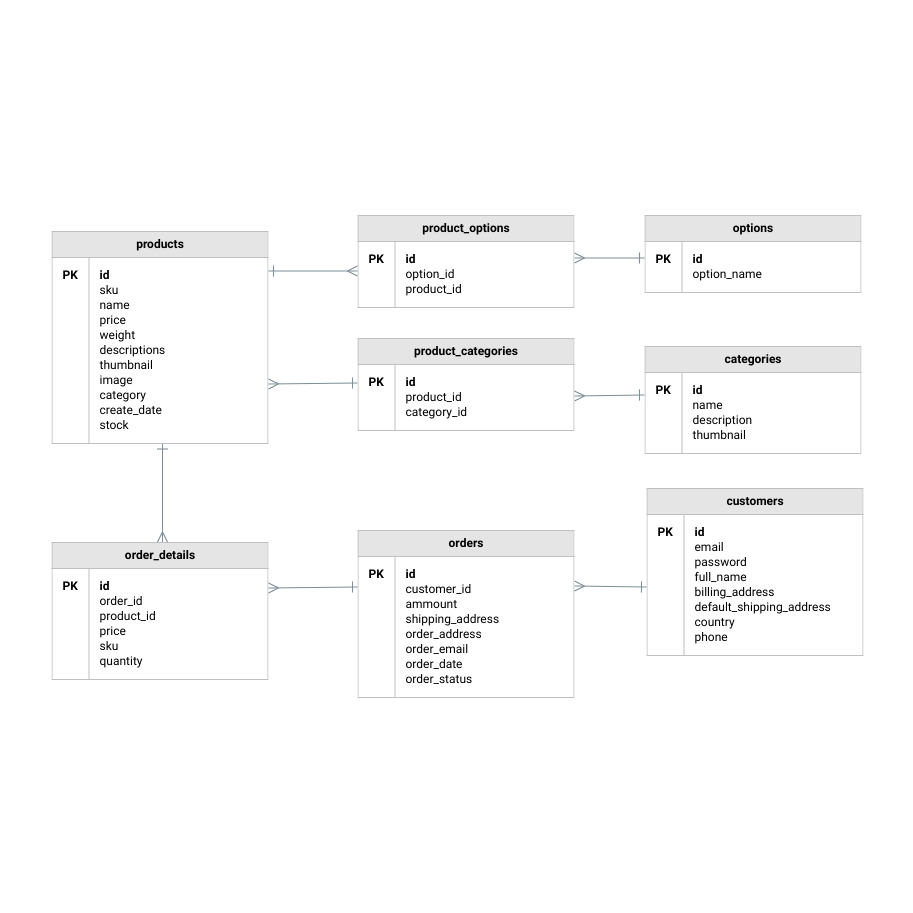 products
PK
id
sku
name
price
weight
descriptions
thumbnail
image
category
create_date
stock
product_options
PK
id
option_id
product_id
options
PK
id
option_name
product_categories
PK
id
product_id
category_id
categories
PK
id
name
description
thumbnail
order_details
PK
id
order_id
product_id
price
sku
quantity
orders
PK
id
customer_id
ammount
shipping_address
order_address
order_email
order_date
order_status
customers
PK
id
email
password
full_name
billing_address
default_shipping_address
country
phone